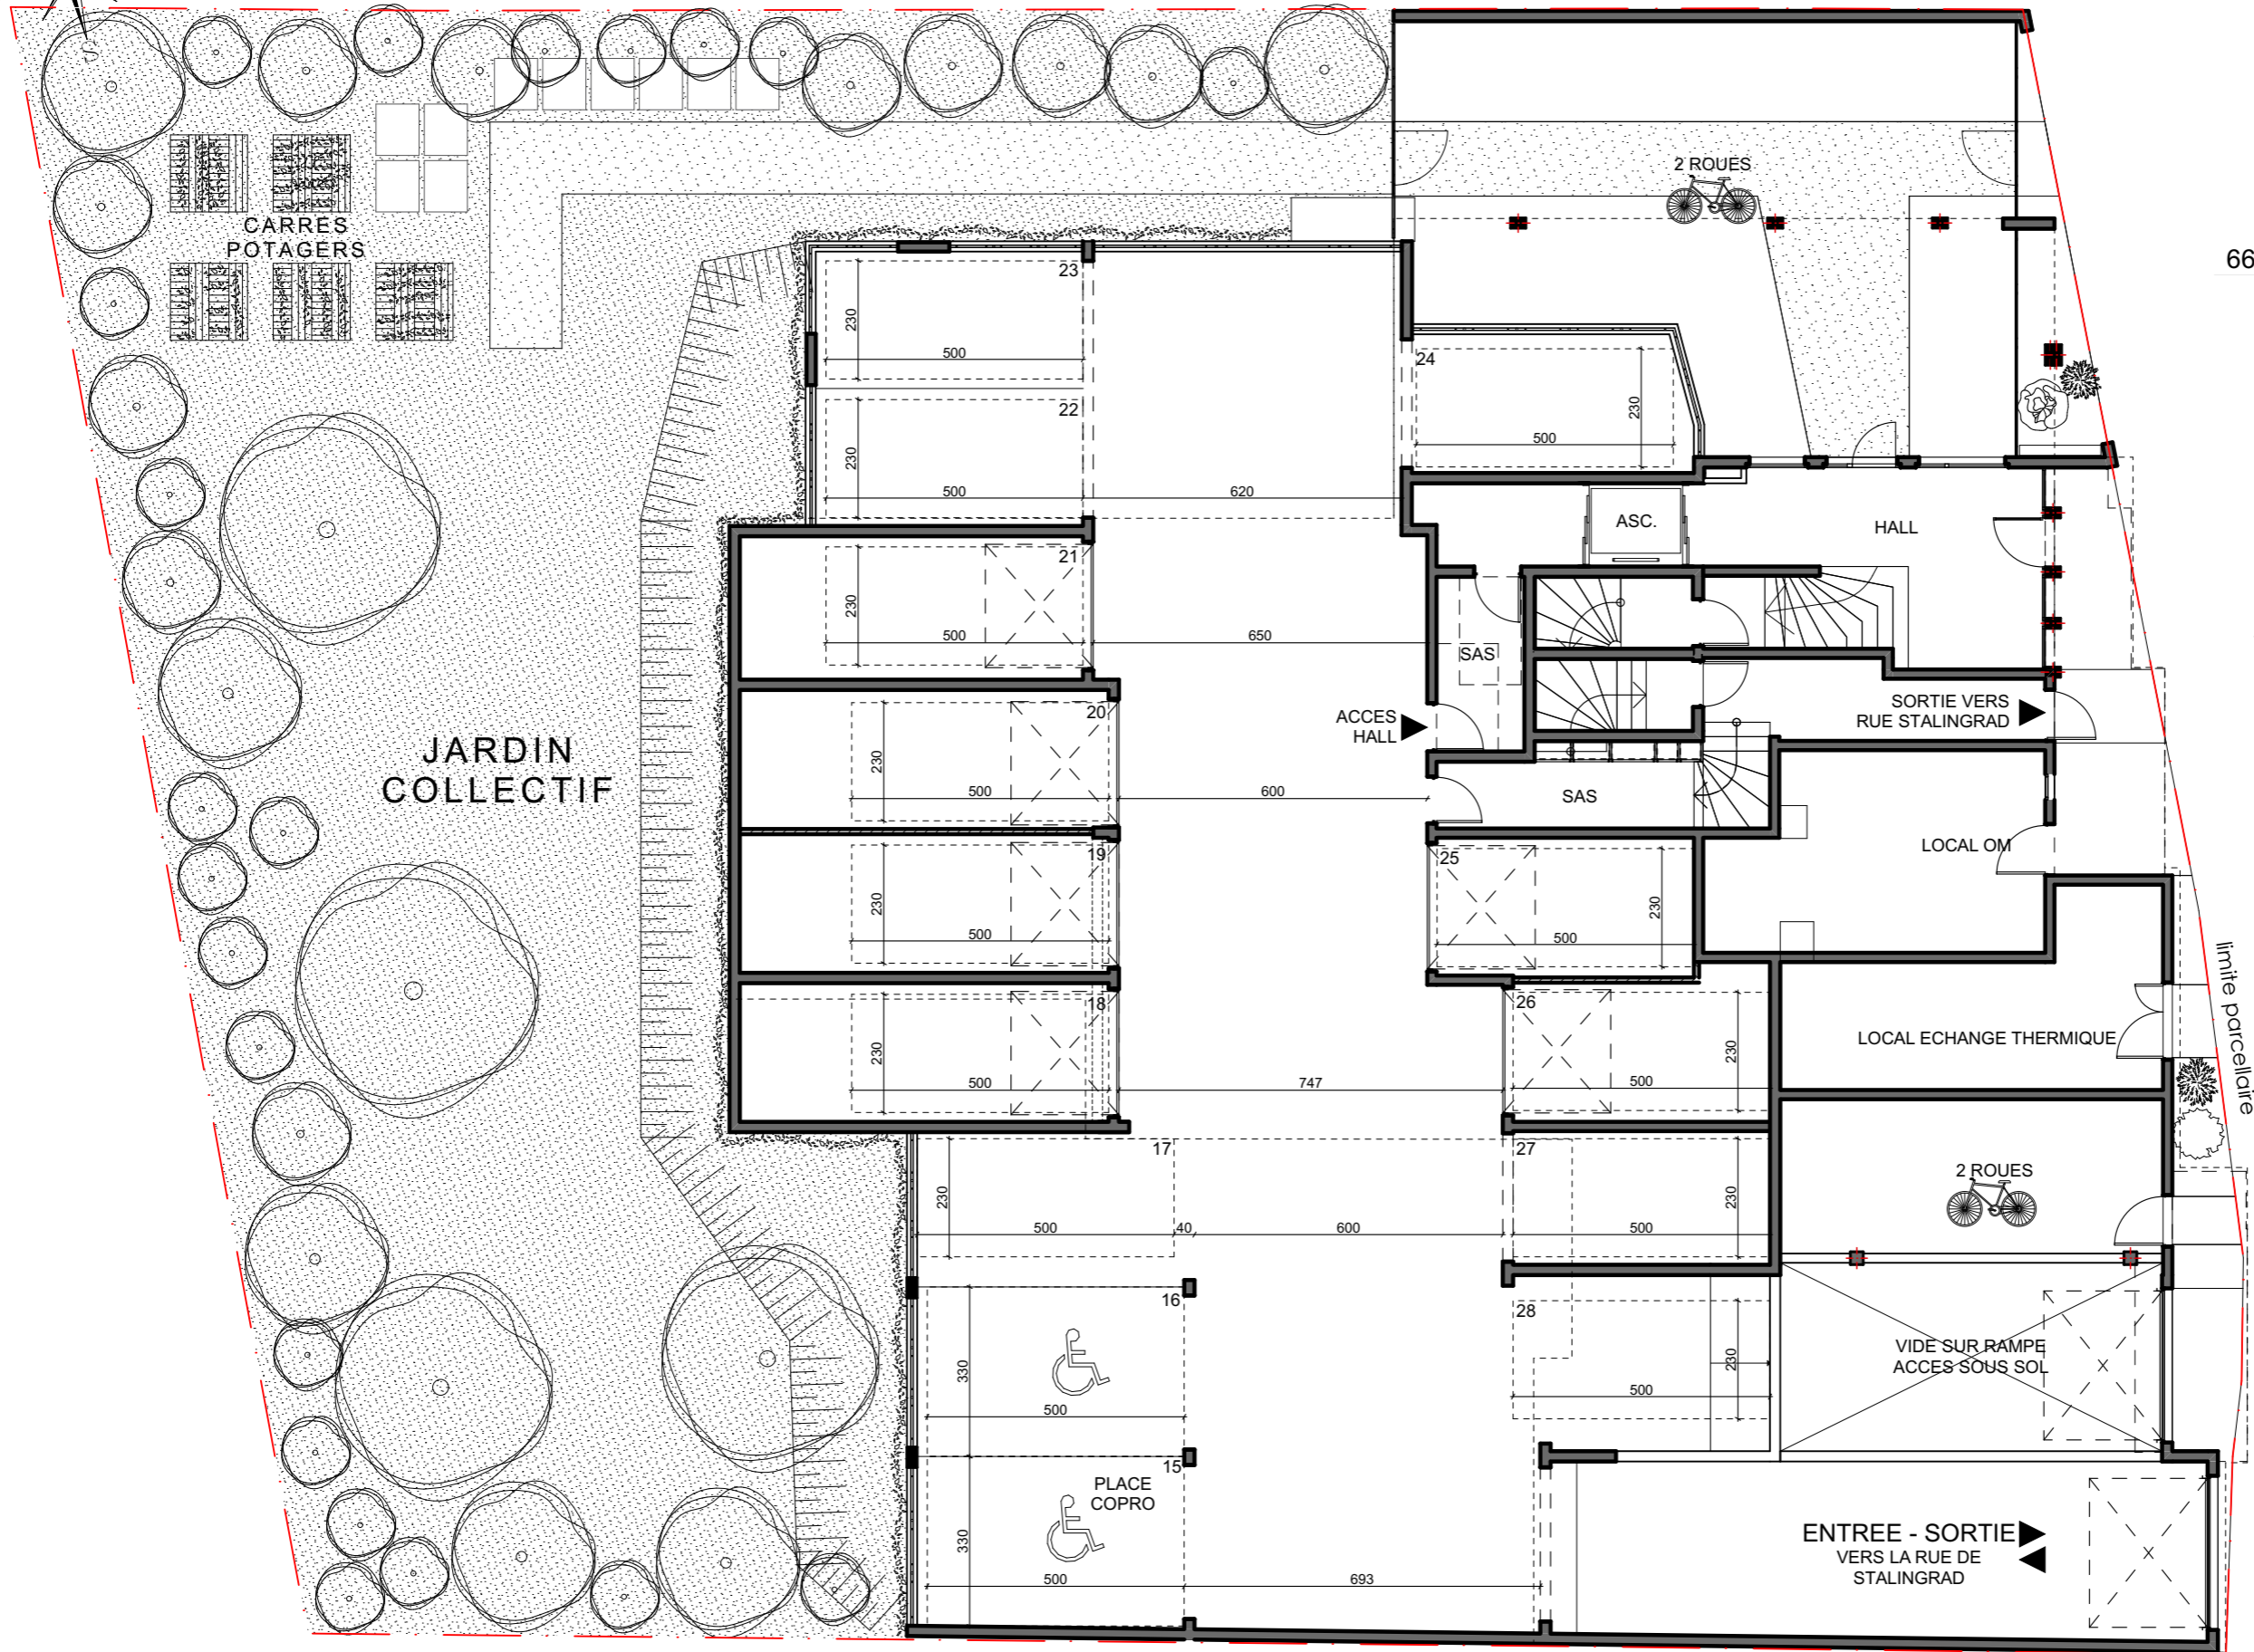 S
2 ROUES
66
CARRES
POTAGERS
23
230
500
24
230
500
22
230
500
620
ASC.
HALL
21
230
500
650
SAS
SORTIE VERS
RUE STALINGRAD
ACCES
HALL
20
230
500
600
JARDIN
COLLECTIF
SAS
LOCAL OM
19
230
500
25
230
500
limite parcellaire
18
230
500
747
26
230
500
LOCAL ECHANGE THERMIQUE
17
230
500
40
600
27
230
500
2 ROUES
16
330
500
28
230
500
VIDE SUR RAMPE
ACCES SOUS SOL
15
PLACE
COPRO
330
500
693
ENTREE - SORTIE
VERS LA RUE DE
STALINGRAD